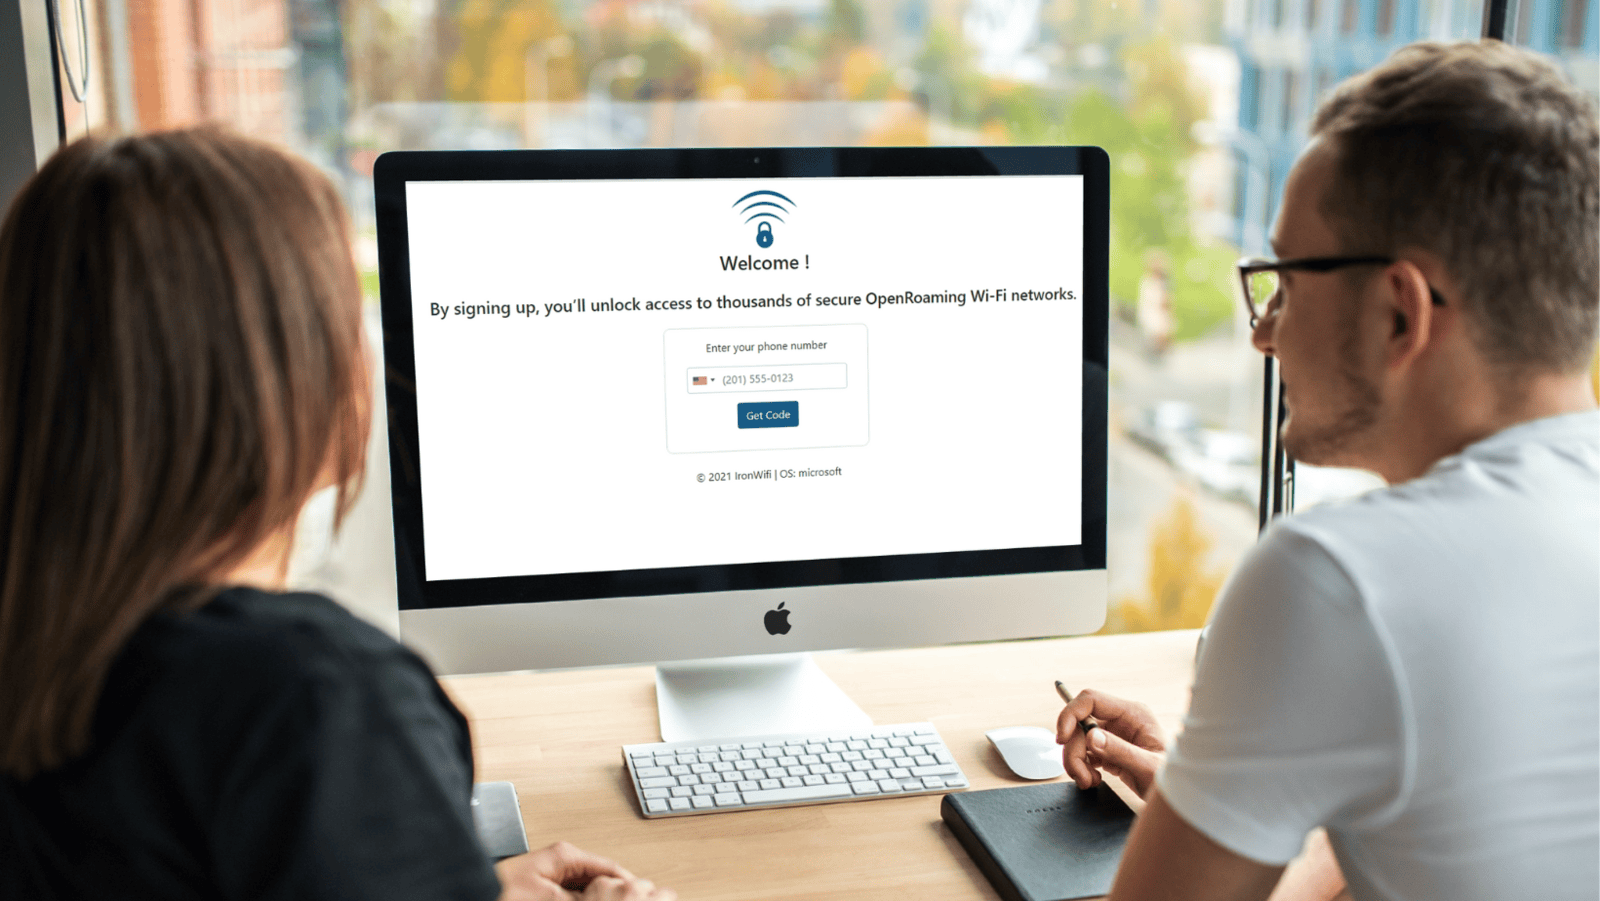 Welcome !
By signing up, you'll unlock access to thousands of secure OpenRoaming Wi-Fi networks.
Enter your phone number
(201) 555-0123
Get Code
© 2021 IronWifi | OS: microsoft